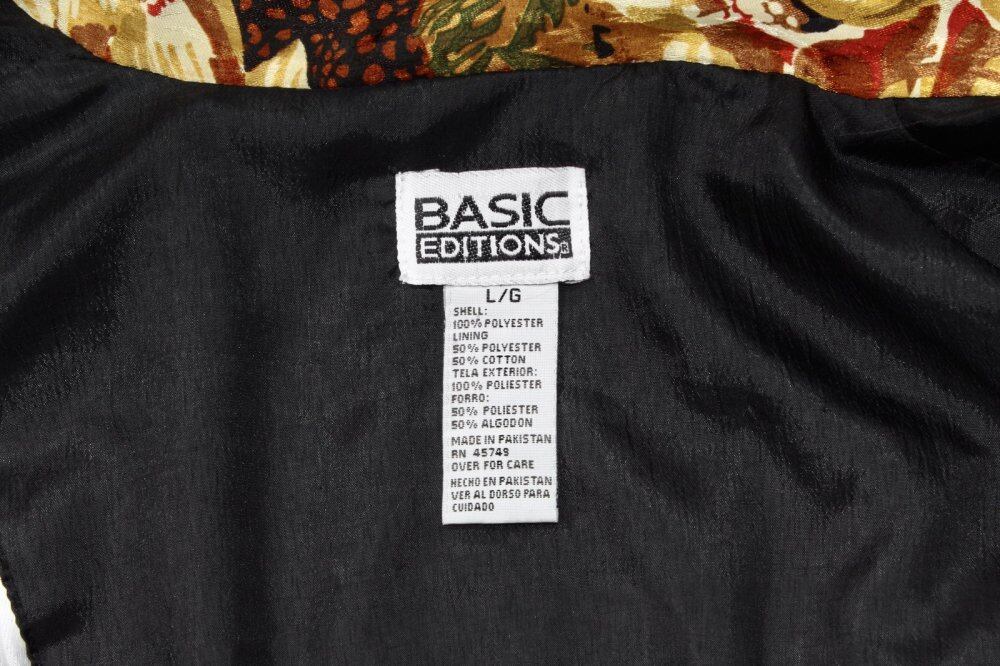 BASIC
EDITIONS®
L/G
SHELL:
100% POLYESTER
LINING
50% POLYESTER
50% COTTON
TELA EXTERIOR:
100% POLIESTER
FORRO:
50% POLIESTER
50% ALGODON
MADE IN PAKISTAN
RN 45748
OVER FOR CARE
HECHO EN PAKISTAN
VER AL DORSO PARA
CUIDADO